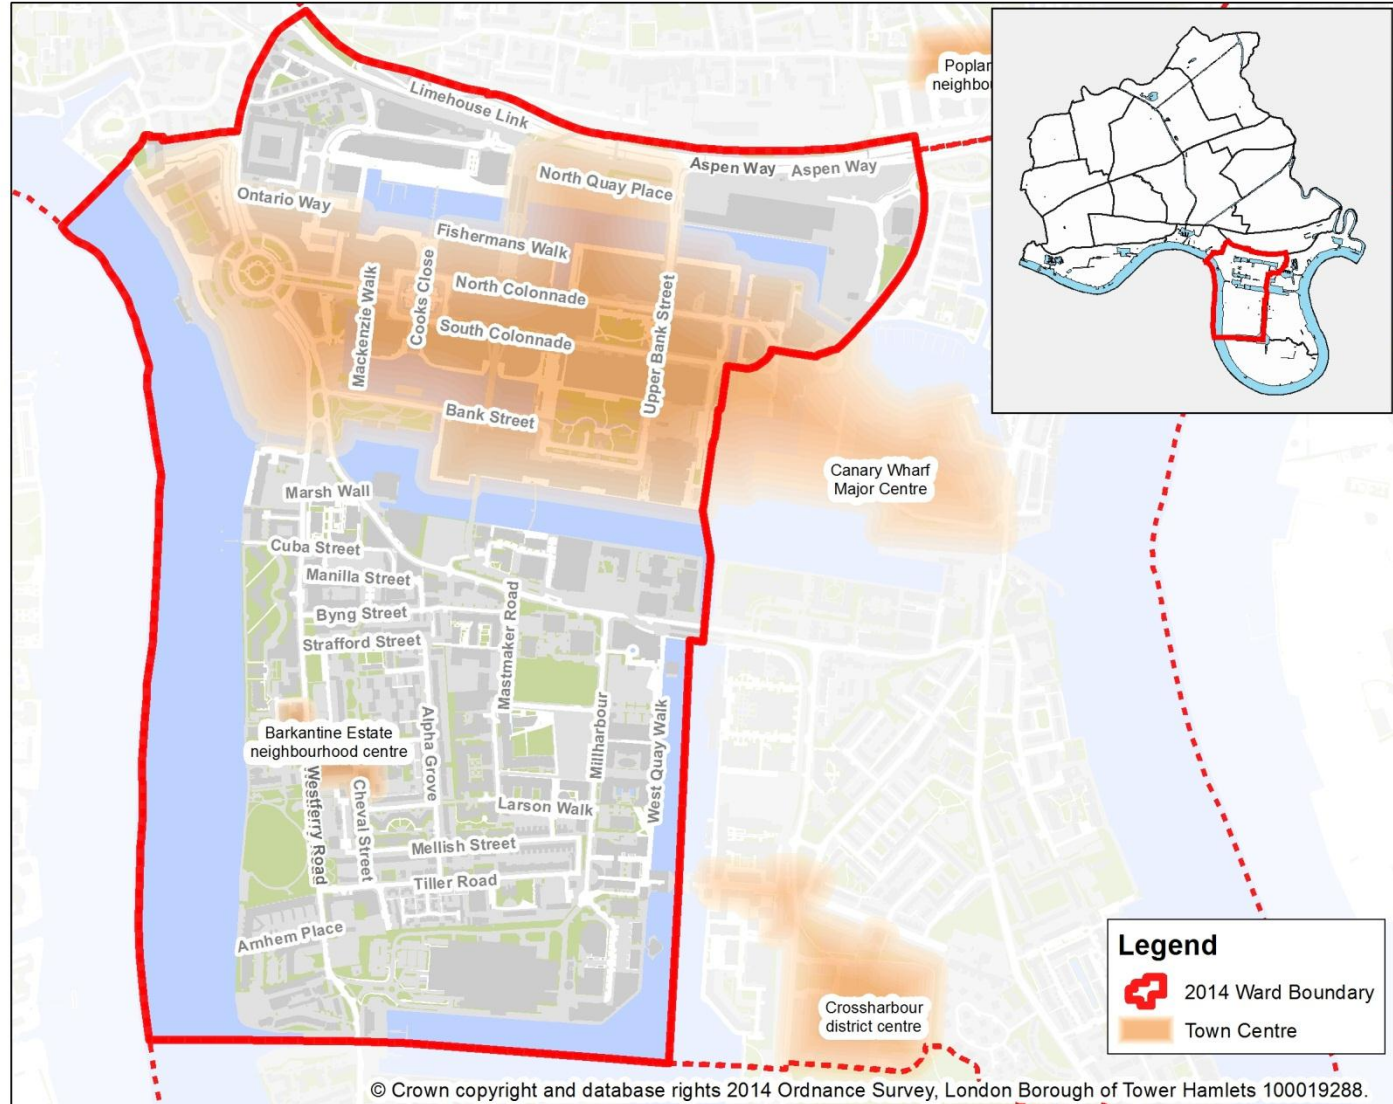 Poplar
neighbou
Limehouse Link
Aspen Way
Aspen Way
North Quay Place
Ontario Way
Fishermans Walk
Mackenzie Walk
Cooks Close
North Colonnade
South Colonnade
Upper Bank Street
Bank Street
Canary Wharf
Major Centre
Marsh Wall
Cuba Street
Manilla Street
Byng Street
Strafford Street
Mastmaker Road
Barkantine Estate
neighbourhood centre
Alpha Grove
Millharbour
West Quay Walk
Westferry Road
Cheval Street
Larson Walk
Mellish Street
Tiller Road
Arnhem Place
Crossharbour
district centre
Legend
2014 Ward Boundary
Town Centre
© Crown copyright and database rights 2014 Ordnance Survey, London Borough of Tower Hamlets 100019288.